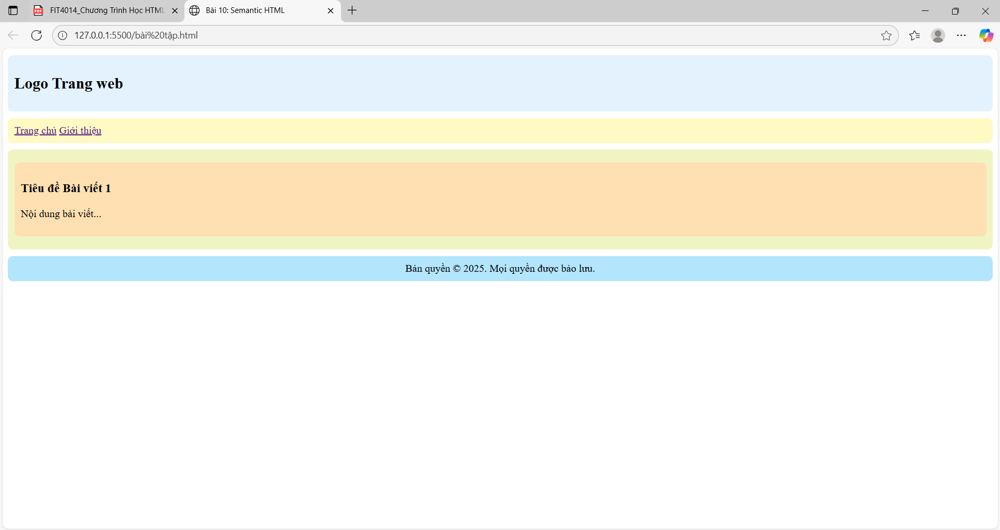 FIT4014_Chương Trình Học HTML
Bài 10: Semantic HTML
127.0.0.1:5500/bài%20tập.html
Logo Trang web
Trang chủ Giới thiệu
Tiêu đề Bài viết 1
Nội dung bài viết...
Bản quyền © 2025. Mọi quyền được bảo lưu.